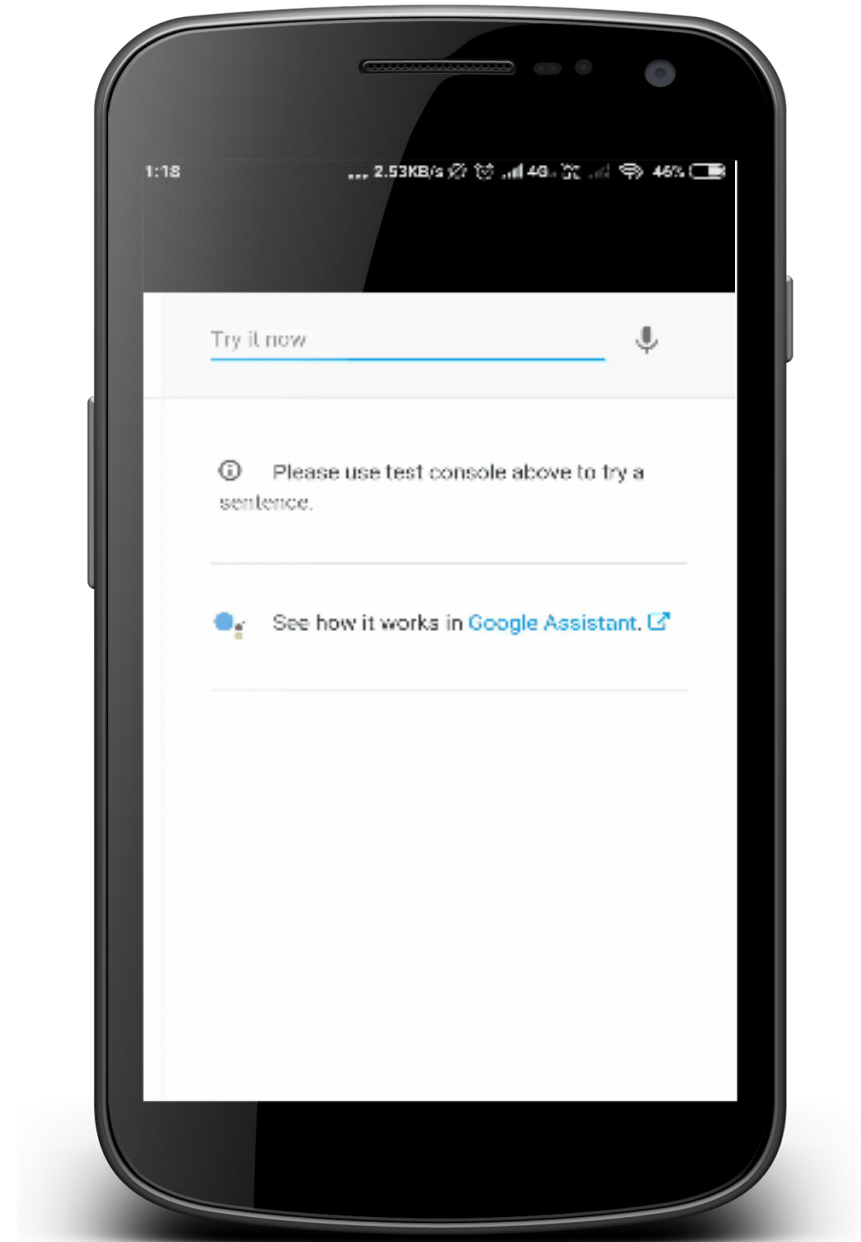 1:18 ... 2.53KB/s 4G 46%
Try it now
Please use test console above to try a
sentence.
See how it works in Google Assistant.